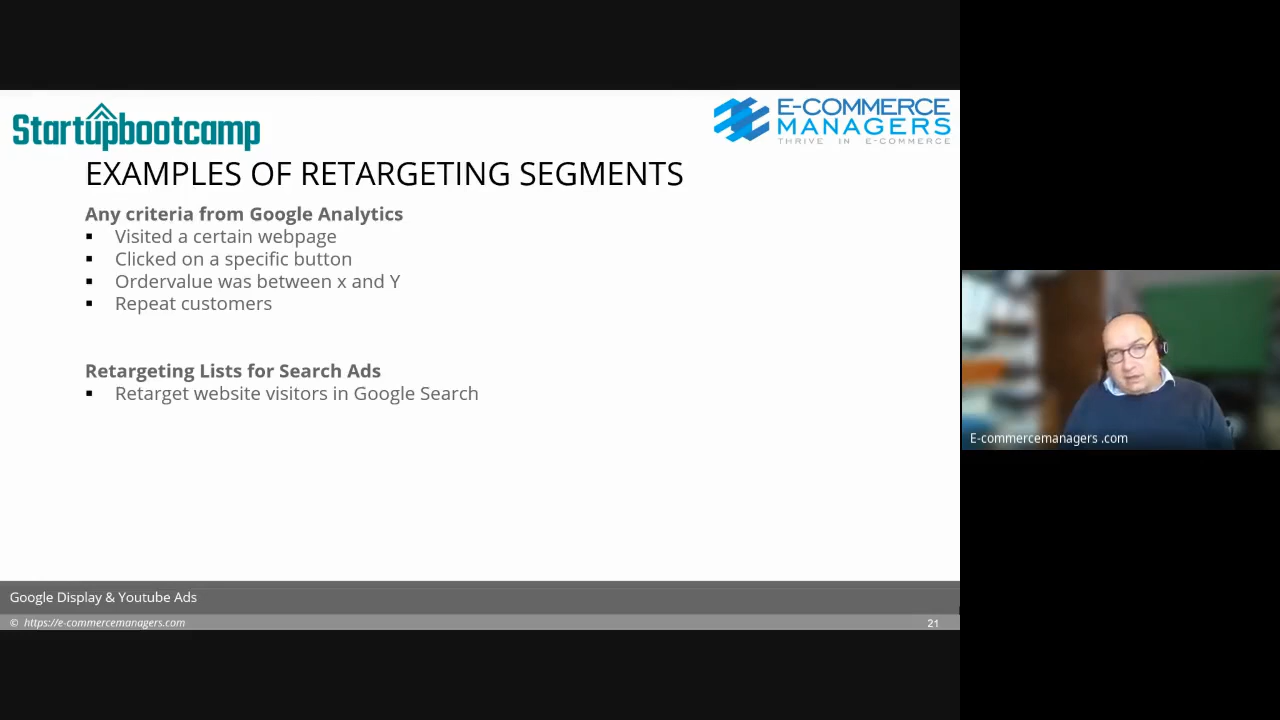 Startupbootcamp
E-COMMERCE
MANAGERS
THRIVE IN E-COMMERCE
EXAMPLES OF RETARGETING SEGMENTS
Any criteria from Google Analytics
▪ Visited a certain webpage
▪ Clicked on a specific button
▪ Ordervalue was between x and Y
▪ Repeat customers
Retargeting Lists for Search Ads
▪ Retarget website visitors in Google Search
E-commercemanagers .com
Google Display & Youtube Ads
© https://e-commercemanagers.com
21